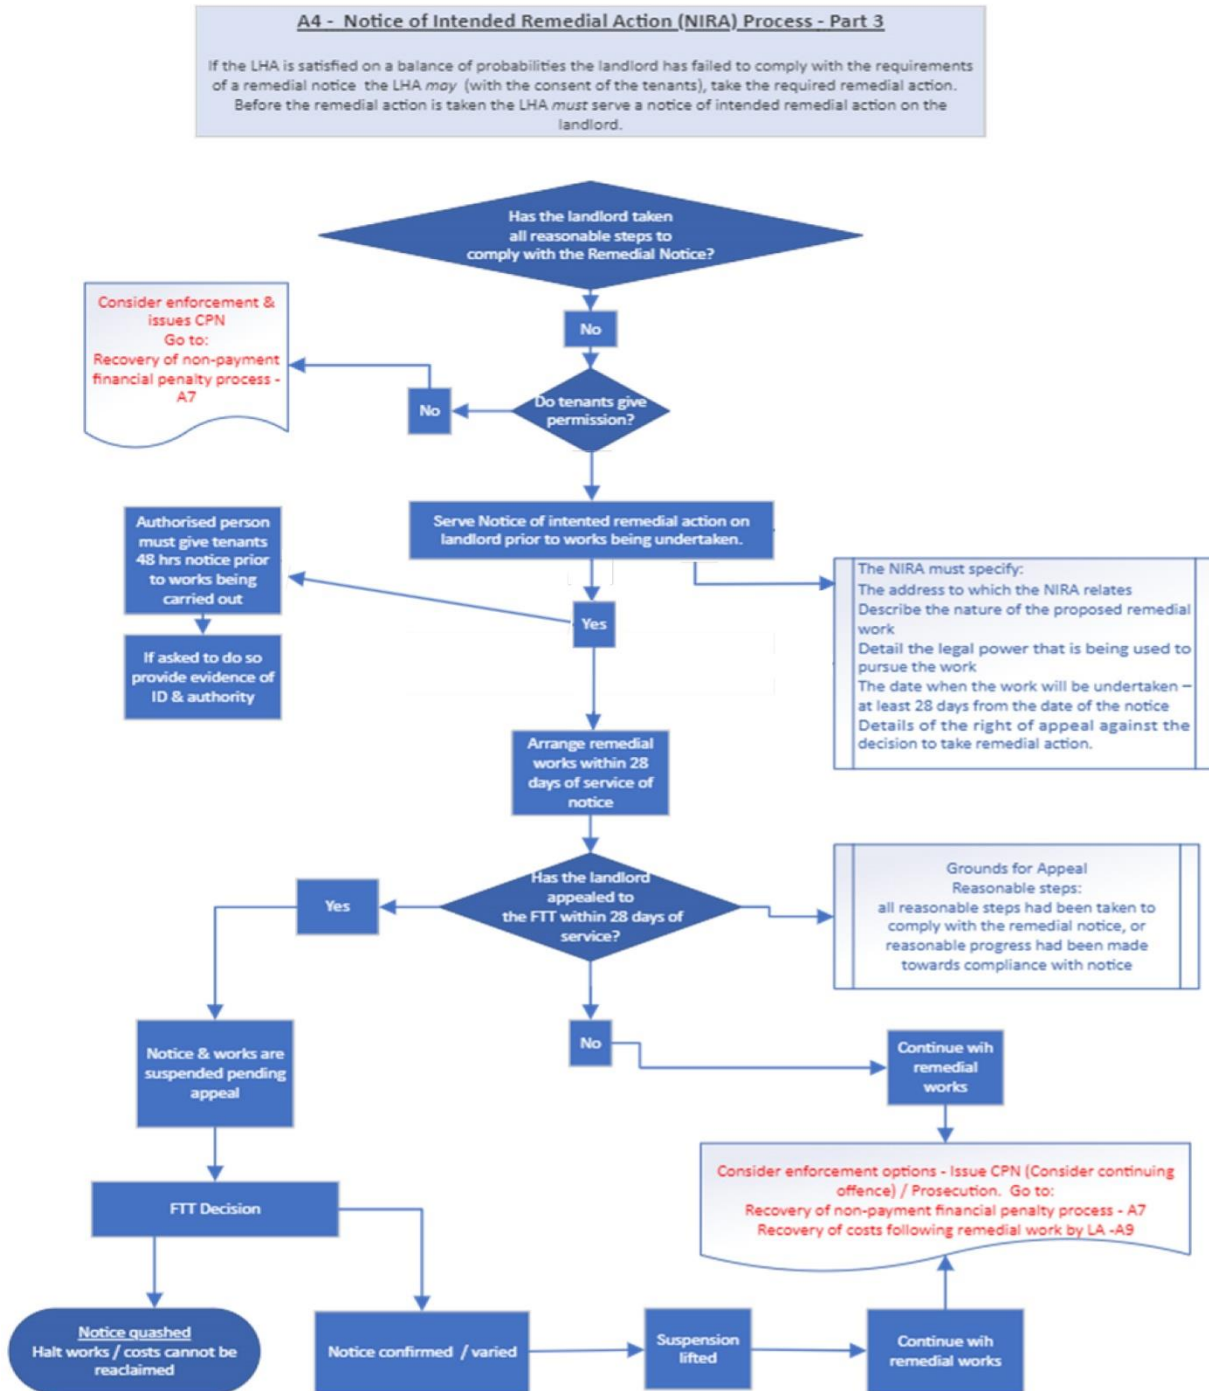 A4 -  Notice of Intended Remedial Action (NIRA) Process - Part 3
If the LHA is satisfied on a balance of probabilities the landlord has failed to comply with the requirements
of a remedial notice  the LHA may  (with the consent of the tenants), take the required remedial action.
Before the remedial action is taken the LHA must serve a notice of intended remedial action on the
landlord.
Has the landlord taken
all reasonable steps to
comply with the Remedial Notice?
No
Do tenants give
permission?
No
Consider enforcement &
issues CPN
Go to:
Recovery of non-payment
financial penalty process -
A7
Serve Notice of intented remedial action on
landlord prior to works being undertaken.
Yes
Authorised person
must give tenants
48 hrs notice prior
to works being
carried out
If asked to do so
provide evidence of
ID & authority
The NIRA must specify:
The address to which the NIRA relates
Describe the nature of the proposed remedial
work
Detail the legal power that is being used to
pursue the work
The date when the work will be undertaken –
at least 28 days from the date of the notice
Details of the right of appeal against the
decision to take remedial action.
Arrange remedial
works within 28
days of service of
notice
Has the landlord
appealed to
the FTT within 28 days of
service?
Grounds for Appeal
Reasonable steps:
all reasonable steps had been taken to
comply with the remedial notice, or
reasonable progress had been made
towards compliance with notice
Yes
No
Notice & works are
suspended pending
appeal
Continue wih
remedial
works
Consider enforcement options - Issue CPN (Consider continuing
offence) / Prosecution.  Go to:
Recovery of non-payment financial penalty process - A7
Recovery of costs following remedial work by LA -A9
FTT Decision
Notice quashed
Halt works / costs cannot be
reaclaimed
Notice confirmed  / varied
Suspension
lifted
Continue wih
remedial works